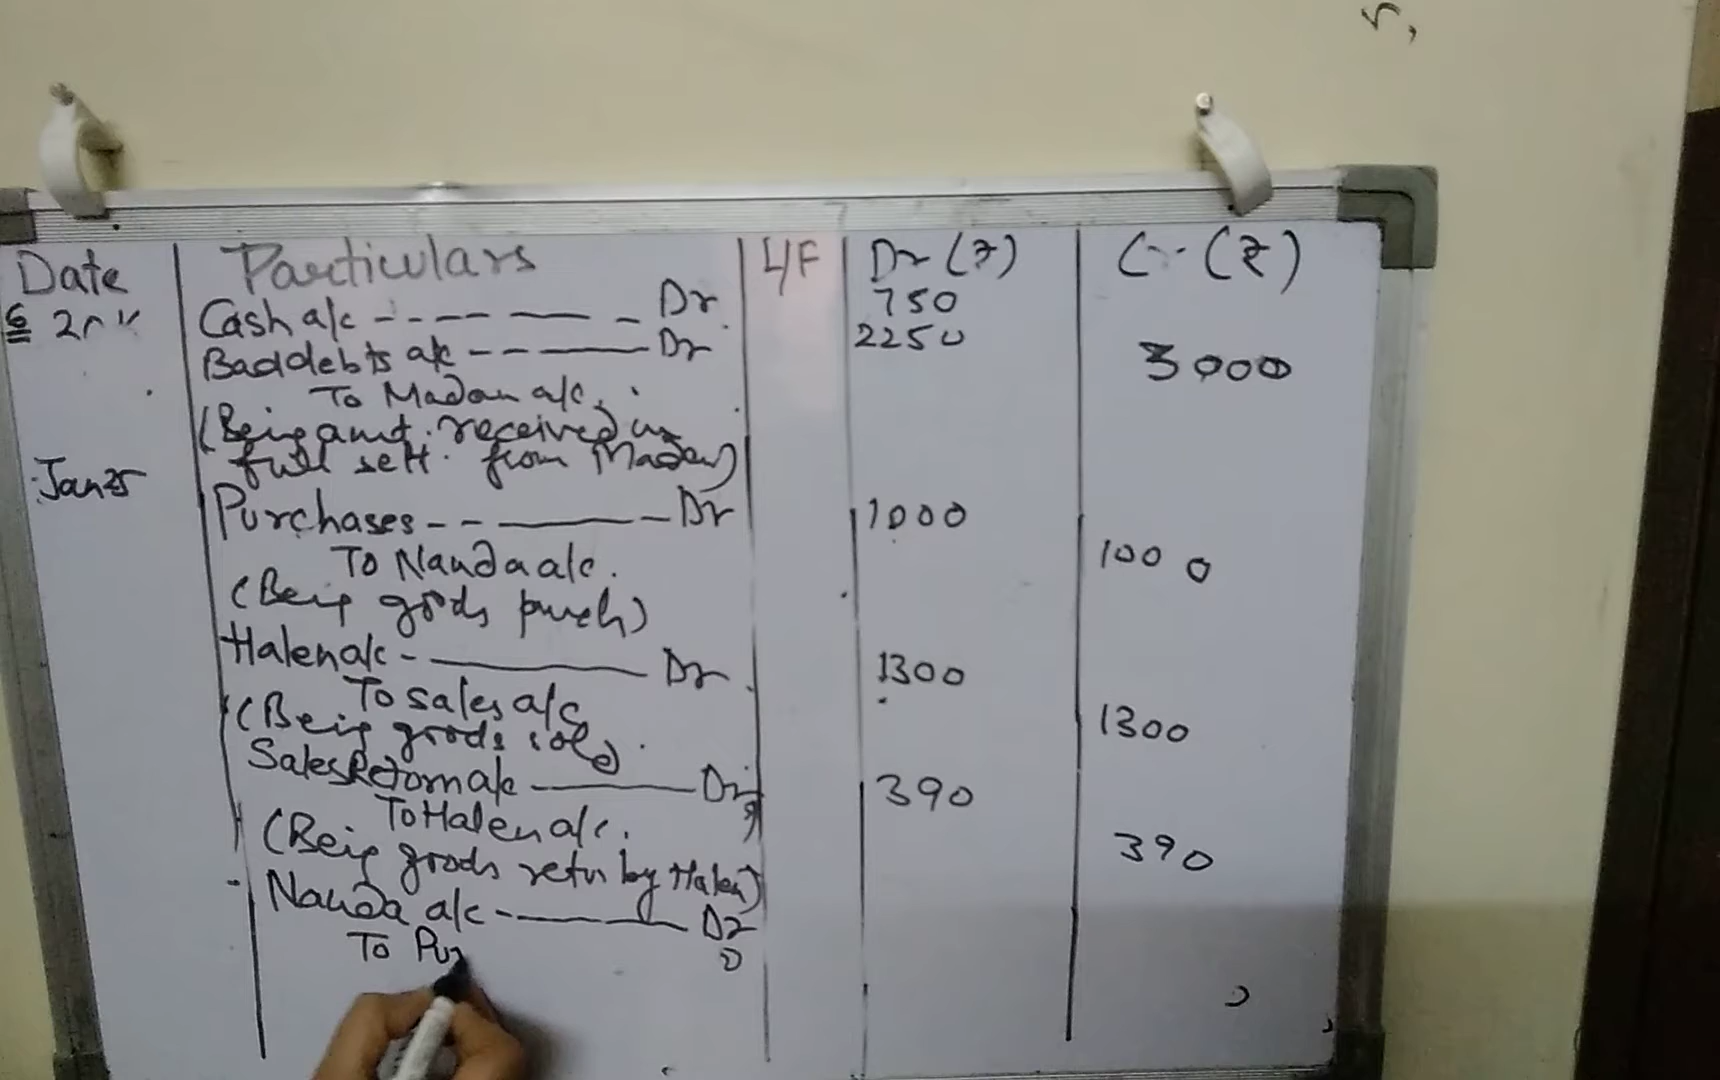 Date Particulars L/F Dr (₹) Cr (₹)
Cash a/c Dr. 750
Baddebts a/c Dr 2250
To Madan a/c. 3000
(Being amt. received in
full sett. from Madan)
Jan 25
Purchases Dr 1000
To Nanda a/c. 1000
(Being goods purch)
Halen a/c Dr. 1300
To Sales a/c 1300
(Being goods sold
Sales Return a/c Dr 390
To Halen a/c. 390
(Being goods retun by Halen)
Nanda a/c Dr
To Pur